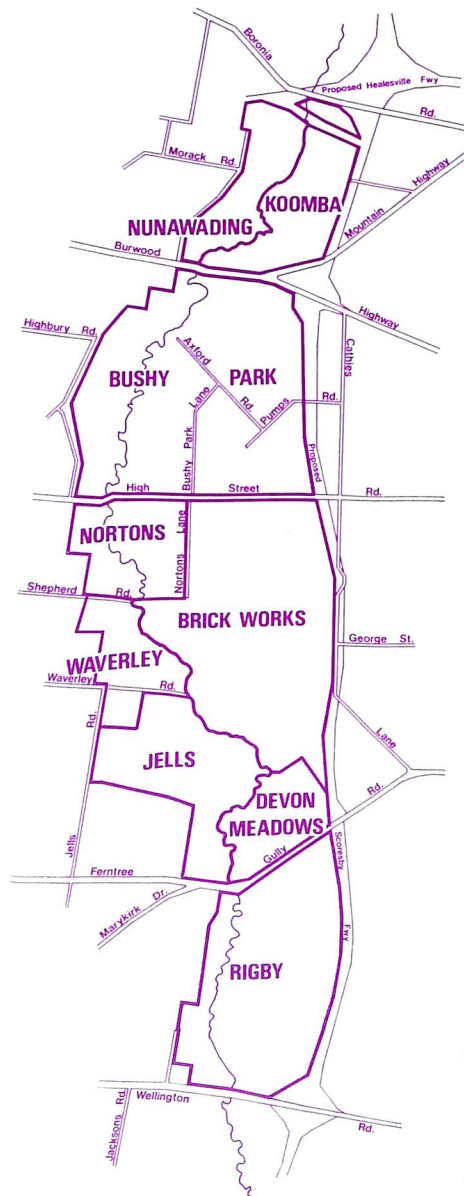 Boronia
Rd.
Proposed Healesville Fwy
Morack Rd.
KOOMBA
Mountain Highway
NUNAWADING
Burwood Highway
Highbury Rd.
Cathies Lane
Axford Rd.
BUSHY PARK
Pumps Rd.
Bushy Park Lane
Proposed Scoresby Fwy
High Street Rd.
NORTONS
Nortons Lane
Shepherd Rd.
BRICK WORKS
George St.
WAVERLEY
Waverley Rd.
JELLS
Jells Rd.
DEVON
MEADOWS
Ferntree Gully Rd.
Marykirk Dr.
RIGBY
Wellington Rd.
Jacksons Rd.